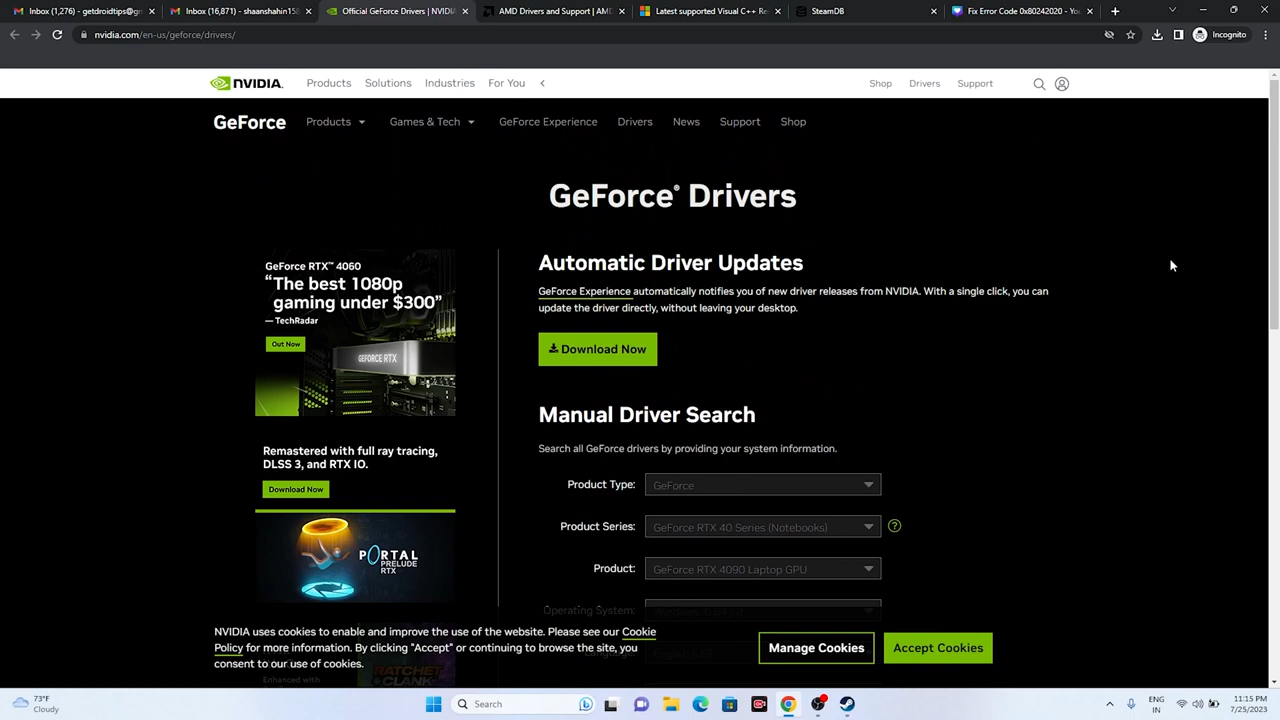 Inbox (1,276) - getdroidtips@gr
Inbox (16,871) - shaanshahin158
Official GeForce Drivers | NVIDIA
AMD Drivers and Support | AMD
Latest supported Visual C++ Re
SteamDB
Fix Error Code 0x80242020 - Yo
nvidia.com/en-us/geforce/drivers/
Incognito
NVIDIA.
Products
Solutions
Industries
For You
Shop
Drivers
Support
GeForce
Products
Games & Tech
GeForce Experience
Drivers
News
Support
Shop
GeForce® Drivers
GeForce RTX™ 4060
“The best 1080p
gaming under $300”
— TechRadar
Out Now
GEFORCE RTX
Remastered with full ray tracing,
DLSS 3, and RTX IO.
Download Now
PORTAL
PRELUDE
RTX
Automatic Driver Updates
GeForce Experience automatically notifies you of new driver releases from NVIDIA. With a single click, you can
update the driver directly, without leaving your desktop.
Download Now
Manual Driver Search
Search all GeForce drivers by providing your system information.
Product Type:
GeForce
Product Series:
GeForce RTX 40 Series (Notebooks)
?
Product:
GeForce RTX 4090 Laptop GPU
Operating System:
Language:
NVIDIA uses cookies to enable and improve the use of the website. Please see our Cookie
Policy for more information. By clicking "Accept" or continuing to browse the site, you
consent to our use of cookies.
Manage Cookies
Accept Cookies
Enhanced with
RATCHET
CLANK
73°F
Cloudy
Search
ENG
IN
11:15 PM
7/25/2023